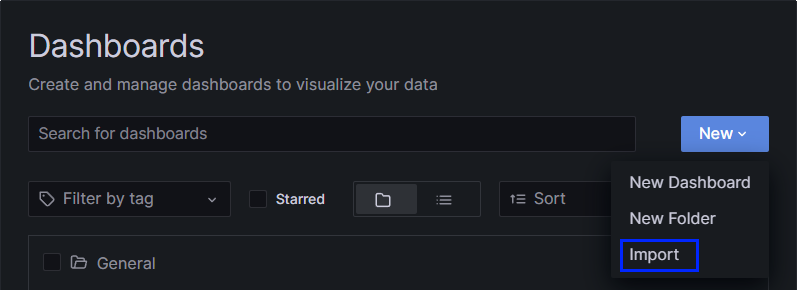 Dashboards
Create and manage dashboards to visualize your data
Search for dashboards
New
New Dashboard
New Folder
Import
Filter by tag
Starred
Sort
General